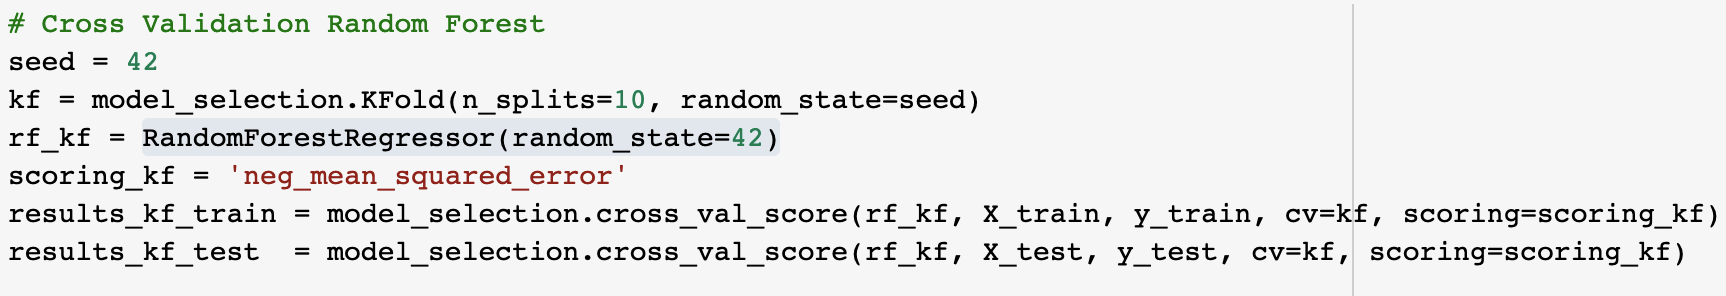 # Cross Validation Random Forest
seed = 42
kf = model_selection.KFold(n_splits=10, random_state=seed)
rf_kf = RandomForestRegressor(random_state=42)
scoring_kf = 'neg_mean_squared_error'
results_kf_train = model_selection.cross_val_score(rf_kf, X_train, y_train, cv=kf, scoring=scoring_kf)
results_kf_test  = model_selection.cross_val_score(rf_kf, X_test, y_test, cv=kf, scoring=scoring_kf)